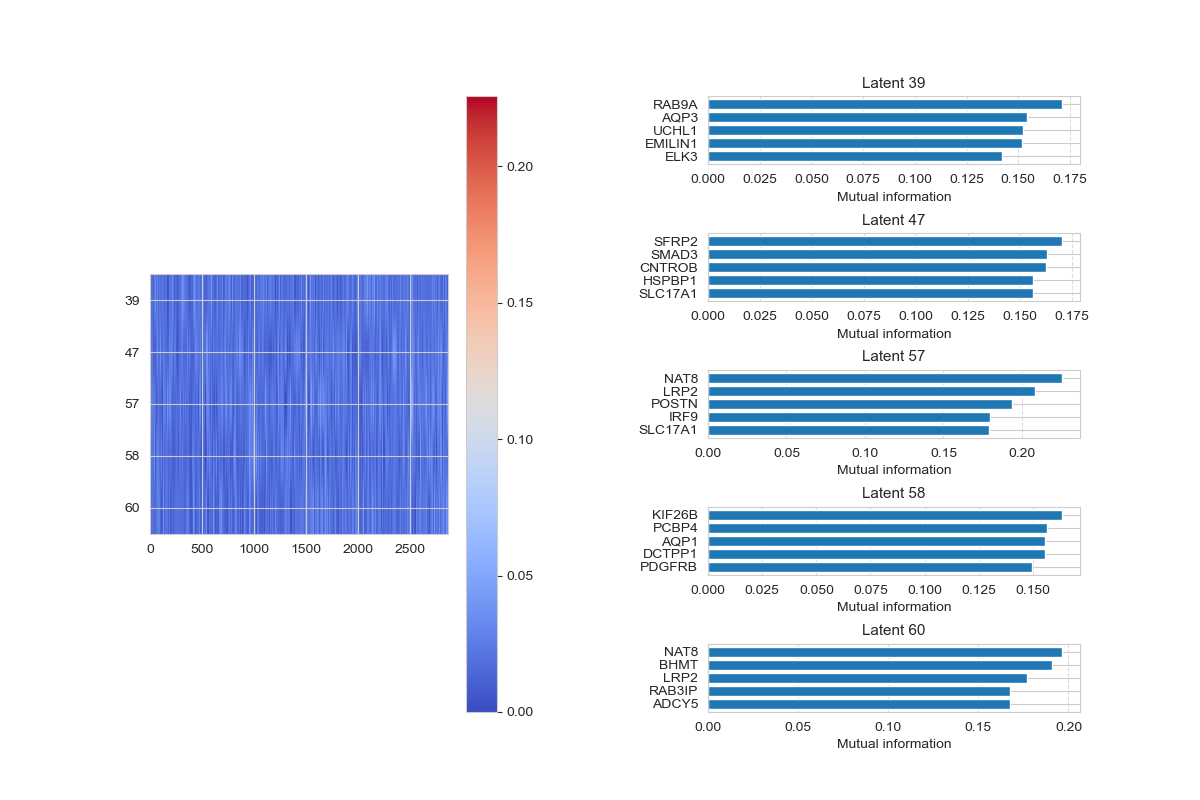 39
47
57
58
60
0 500 1000 1500 2000 2500
0.20
0.15
0.10
0.05
0.00
Latent 39
RAB9A
AQP3
UCHL1
EMILIN1
ELK3
0.000 0.025 0.050 0.075 0.100 0.125 0.150 0.175
Mutual information
Latent 47
SFRP2
SMAD3
CNTROB
HSPBP1
SLC17A1
0.000 0.025 0.050 0.075 0.100 0.125 0.150 0.175
Mutual information
Latent 57
NAT8
LRP2
POSTN
IRF9
SLC17A1
0.00 0.05 0.10 0.15 0.20
Mutual information
Latent 58
KIF26B
PCBP4
AQP1
DCTPP1
PDGFRB
0.000 0.025 0.050 0.075 0.100 0.125 0.150
Mutual information
Latent 60
NAT8
BHMT
LRP2
RAB3IP
ADCY5
0.00 0.05 0.10 0.15 0.20
Mutual information